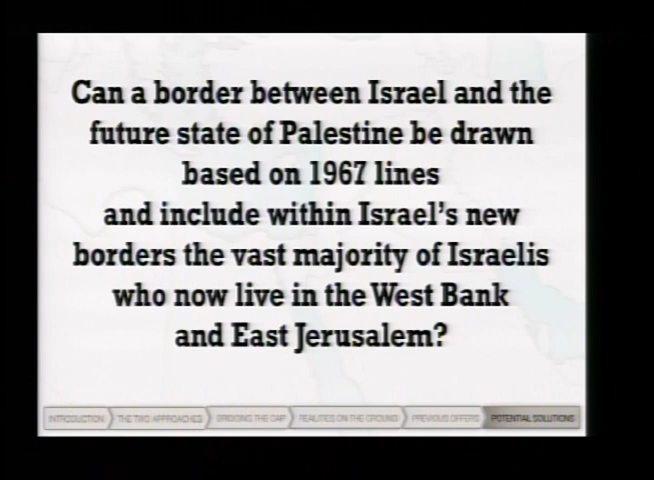 Can a border between Israel and the
future state of Palestine be drawn
based on 1967 lines
and include within Israel's new
borders the vast majority of Israelis
who now live in the West Bank
and East Jerusalem?
INTRODUCTION THE TWO APPROACHES BRIDGING THE GAP REALITIES ON THE GROUND PREVIOUS OFFERS POTENTIAL SOLUTIONS